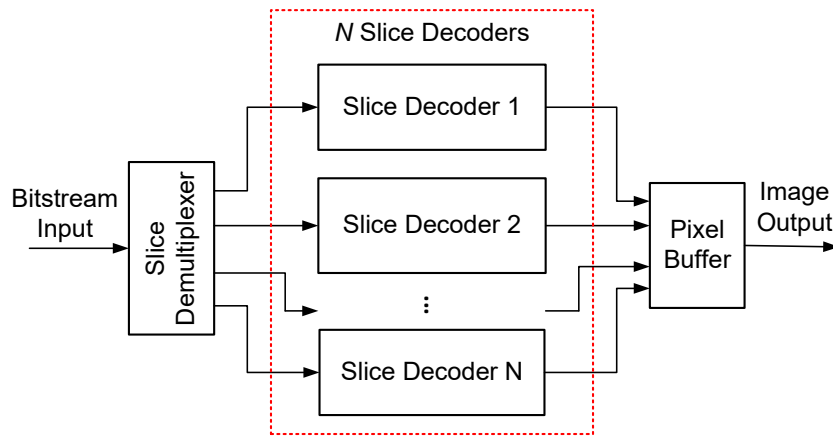 N Slice Decoders
Slice Decoder 1
Bitstream
Input
Slice
Demultiplexer
Slice Decoder 2
...
Slice Decoder N
Pixel
Buffer
Image
Output